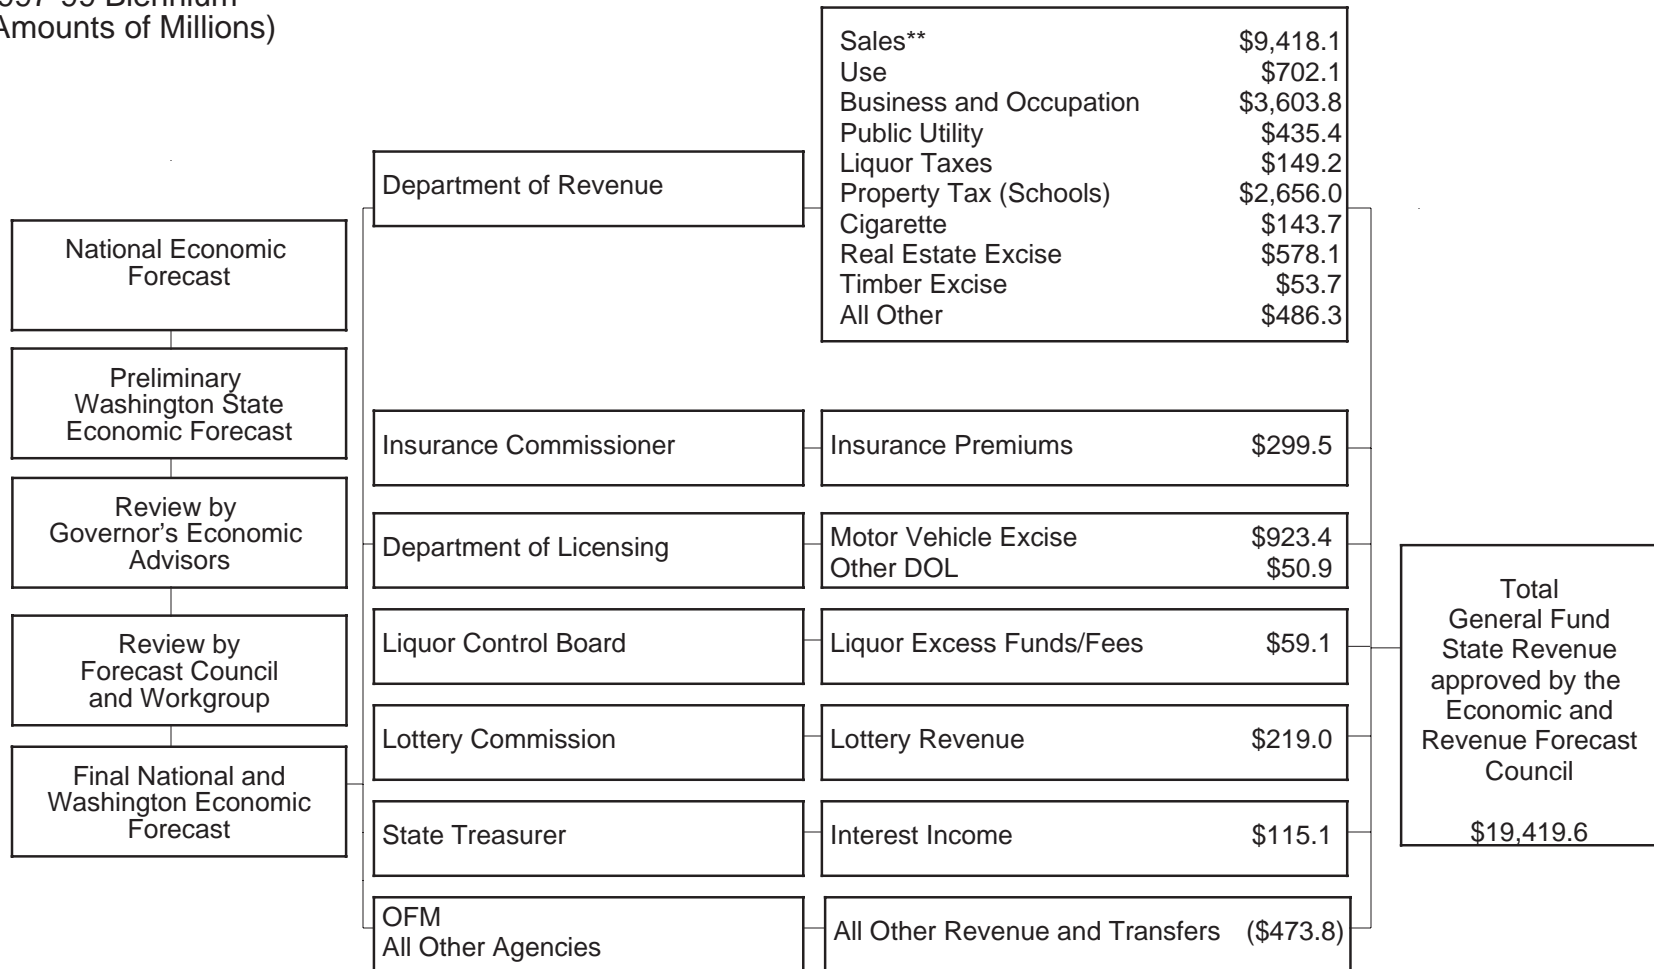 (Amounts of Millions)
National Economic
Forecast
Preliminary
Washington State
Economic Forecast
Review by
Governor's Economic
Advisors
Review by
Forecast Council
and Workgroup
Final National and
Washington Economic
Forecast
Department of Revenue
Sales** $9,418.1
Use $702.1
Business and Occupation $3,603.8
Public Utility $435.4
Liquor Taxes $149.2
Property Tax (Schools) $2,656.0
Cigarette $143.7
Real Estate Excise $578.1
Timber Excise $53.7
All Other $486.3
Insurance Commissioner
Insurance Premiums $299.5
Department of Licensing
Motor Vehicle Excise $923.4
Other DOL $50.9
Liquor Control Board
Liquor Excess Funds/Fees $59.1
Lottery Commission
Lottery Revenue $219.0
State Treasurer
Interest Income $115.1
OFM
All Other Agencies
All Other Revenue and Transfers ($473.8)
Total
General Fund
State Revenue
approved by the
Economic and
Revenue Forecast
Council
$19,419.6